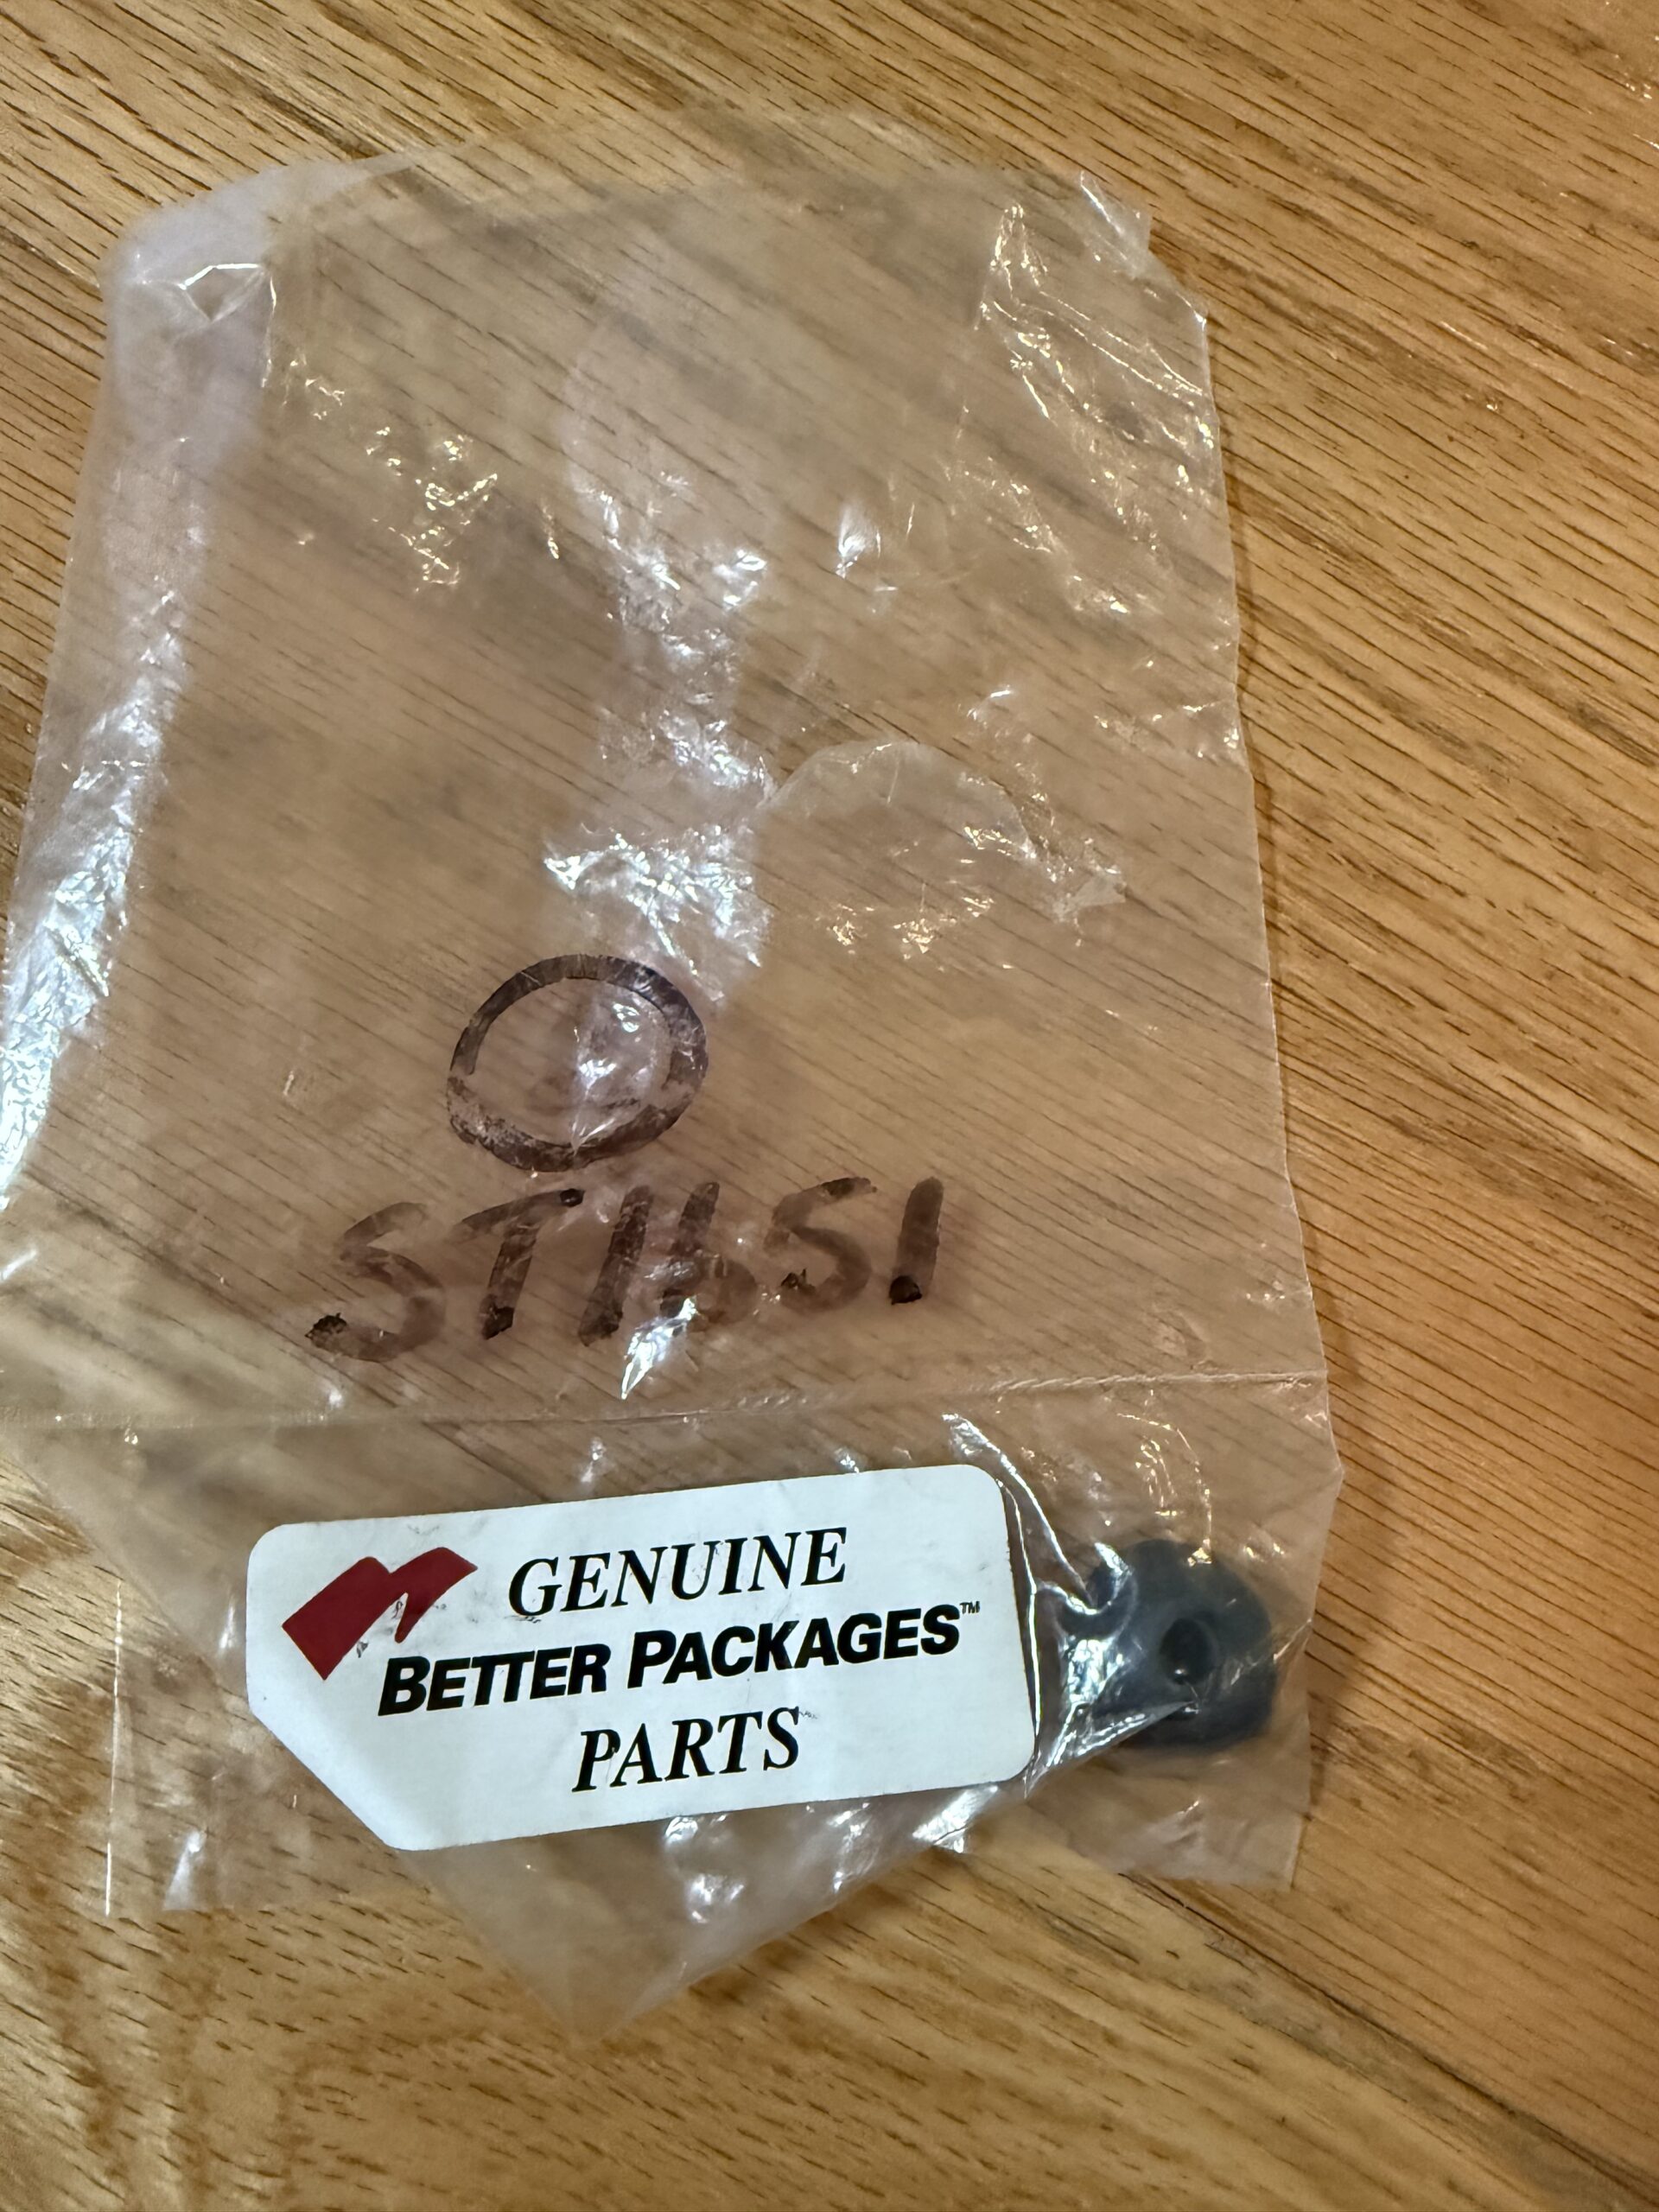 O
ST1651
GENUINE
BETTER PACKAGES™
PARTS